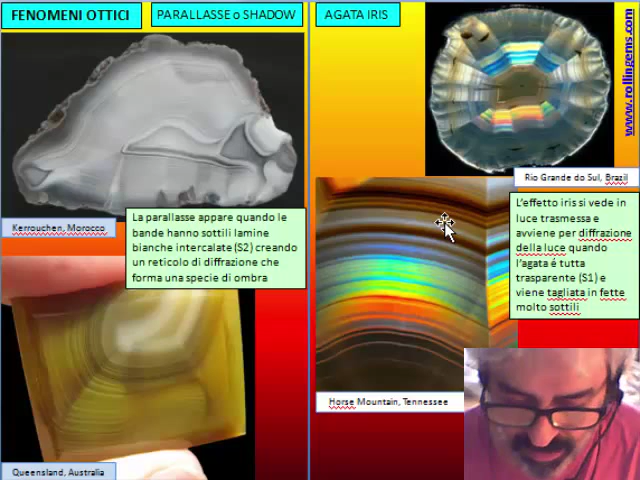 FENOMENI OTTICI
PARALLASSE o SHADOW
AGATA IRIS
www.rollingems.com
Rio Grande do Sul, Brazil
Kerrouchen, Morocco
La parallasse appare quando le
bande hanno sottili lamine
bianche intercalate (S2) creando
un reticolo di diffrazione che
forma una specie di ombra
L'effetto iris si vede in
luce trasmessa e
avviene per diffrazione
della luce quando
l'agata é tutta
trasparente (S1) e
viene tagliata in fette
molto sottili
Horse Mountain, Tennessee
Queensland, Australia